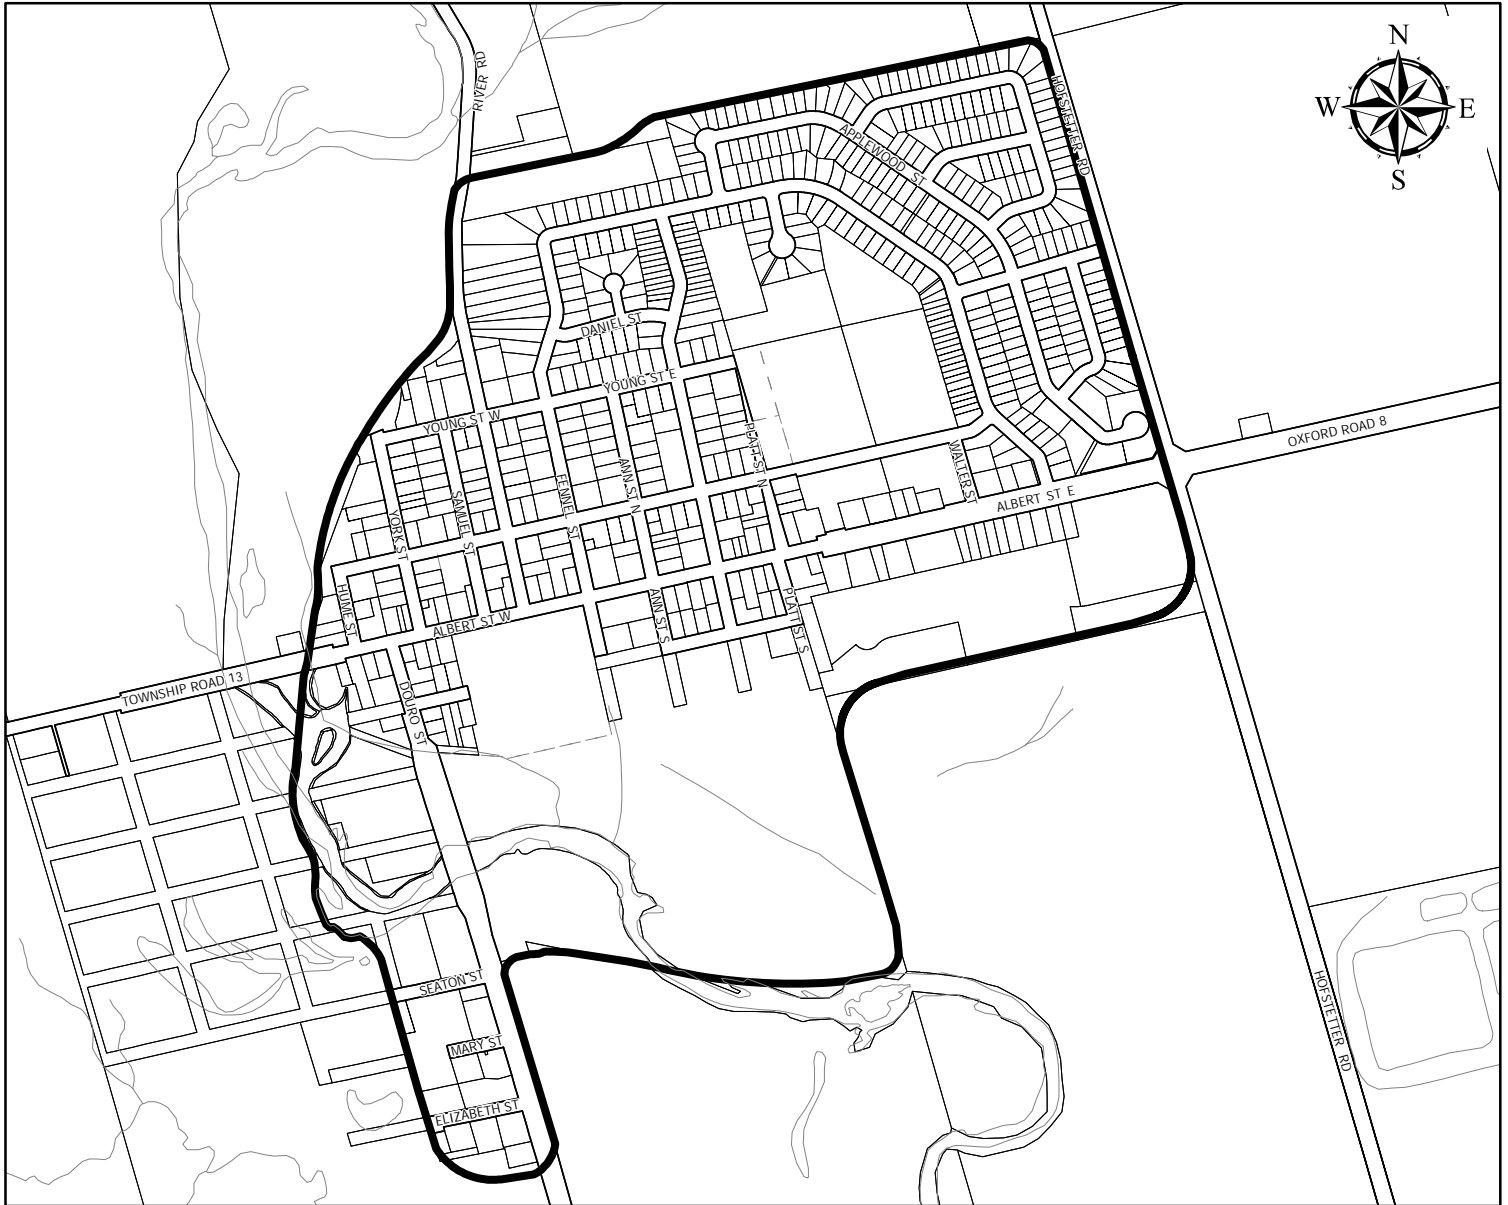 N
W
E
S
RIVER RD
HOFSTETTER RD
APPLEWOOD ST
DANIEL ST
YOUNG ST E
YOUNG ST W
OXFORD ROAD 8
PLATT ST N
WALTER ST
ANN ST N
FENNEL ST
SAMUEL ST
YORK ST
ALBERT ST E
HUME ST
ALBERT ST W
ANN ST S
PLATT ST S
TOWNSHIP ROAD 13
DOURO ST
SEATON ST
HOFSTETTER RD
MARY ST
ELIZABETH ST